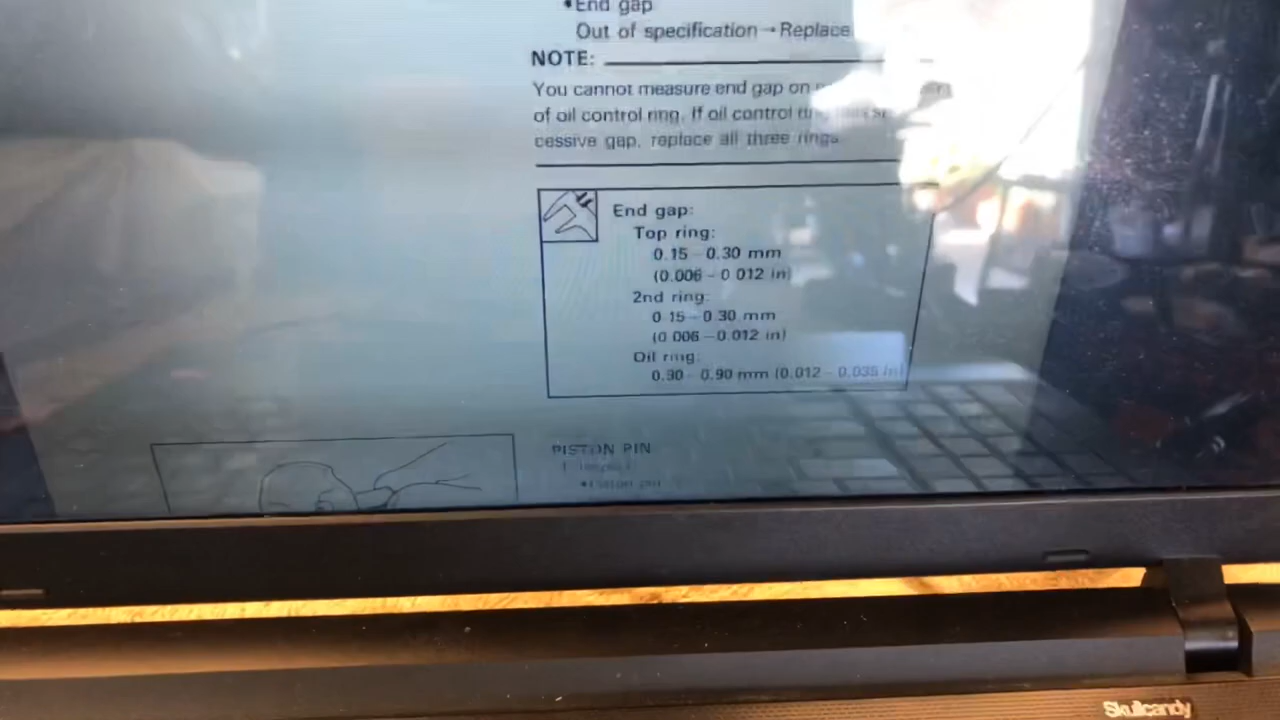 •End gap
Out of specification→Replace
NOTE:
You cannot measure end gap on
of oil control ring. If oil control
cessive gap, replace all three rings
End gap:
Top ring:
0.15–0.30 mm
(0.006–0.012 in)
2nd ring:
0.15–0.30 mm
(0.006–0.012 in)
Oil ring:
0.30–0.90 mm (0.012–0.035 in)
PISTON PIN
Skullcandy